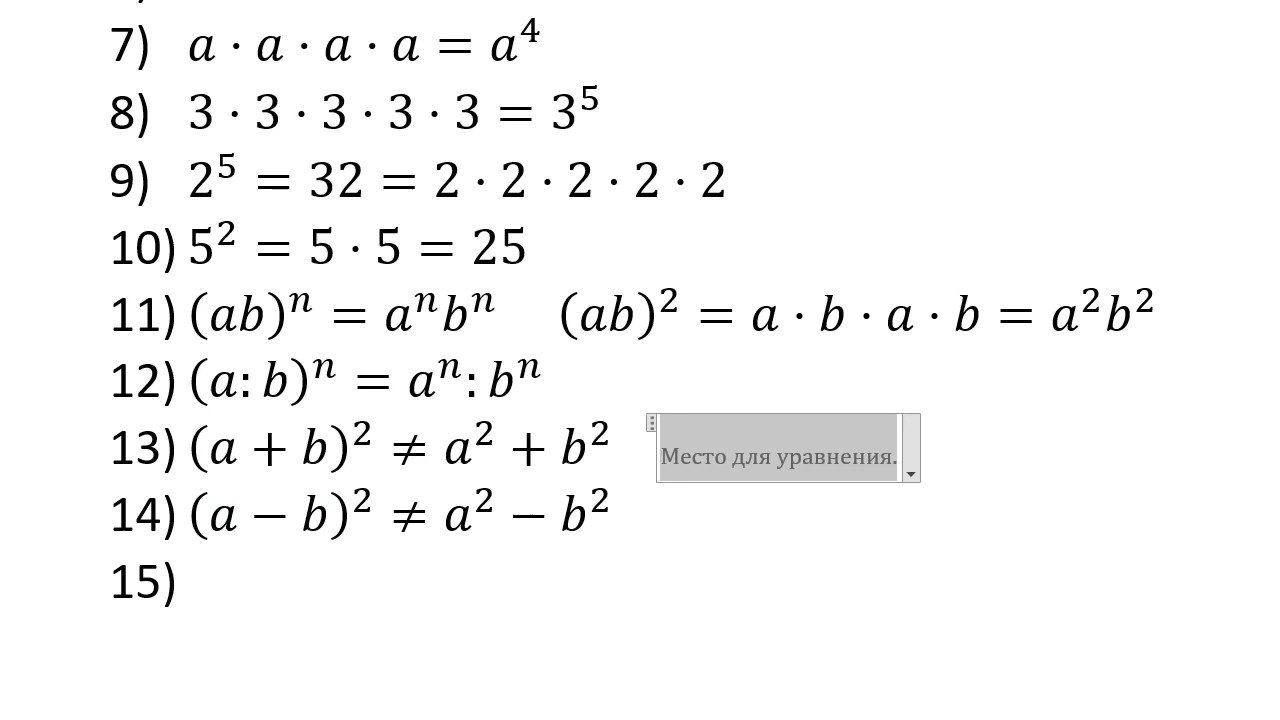 7) a · a · a · a = a⁴
8) 3 · 3 · 3 · 3 · 3 = 3⁵
9) 2⁵ = 32 = 2 · 2 · 2 · 2 · 2
10) 5² = 5 · 5 = 25
11) (ab)ⁿ = aⁿbⁿ (ab)² = a · b · a · b = a²b²
12) (a: b)ⁿ = aⁿ: bⁿ
13) (a + b)² ≠ a² + b² Место для уравнения.
14) (a − b)² ≠ a² − b²
15)